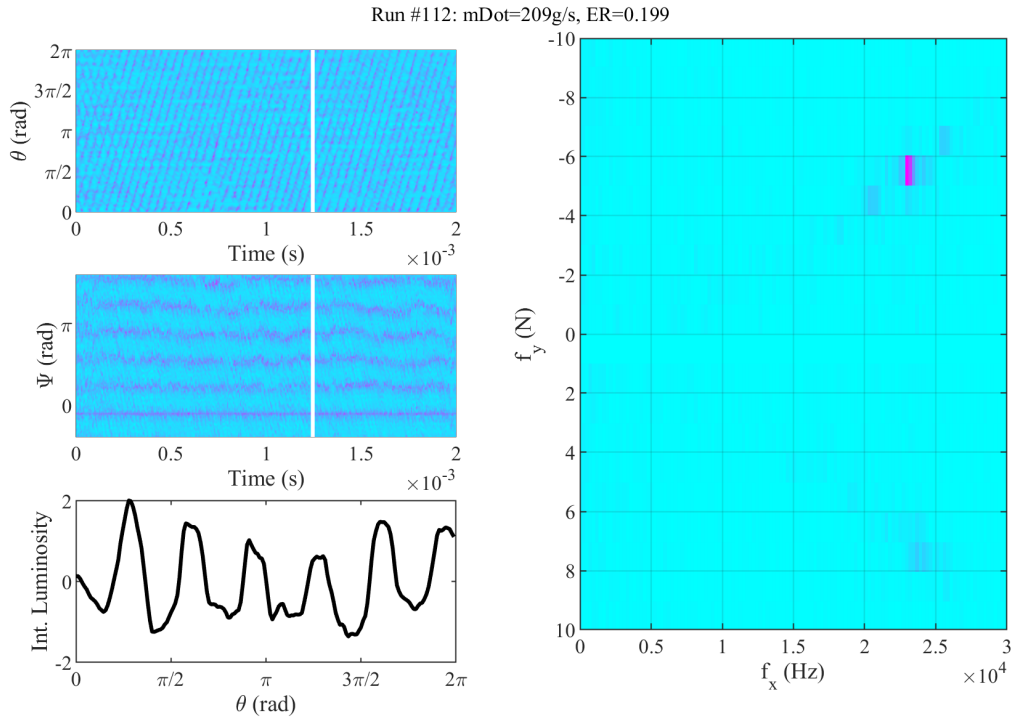 Run #112: mDot=209g/s, ER=0.199
θ (rad)
2π
3π/2
π
π/2
0
0 0.5 1 1.5 2
Time (s)
×10^-3
Ψ (rad)
π
0
0 0.5 1 1.5 2
Time (s)
×10^-3
Int. Luminosity
2
0
-2
0 π/2 π 3π/2 2π
θ (rad)
f_y (N)
-10
-8
-6
-4
-2
0
2
4
6
8
10
0 0.5 1 1.5 2 2.5 3
f_x (Hz)
×10^4